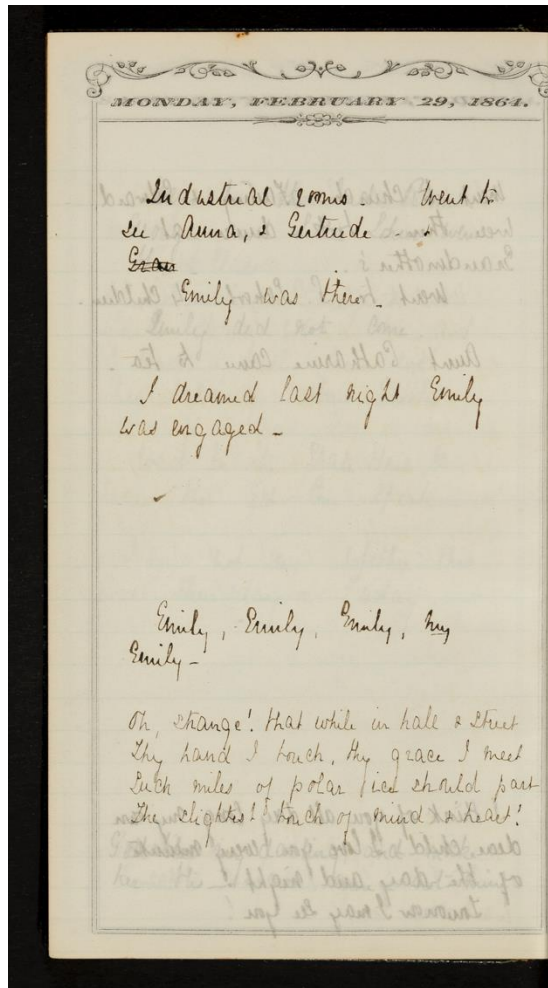 MONDAY, FEBRUARY 29, 1864.
Industrial rooms. Went to
see Anna, & Gertrude - -
Gran
Emily was there.
I dreamed last night Emily
was engaged -
Emily, Emily, Emily, my
Emily -
Oh, strange! that while in hall & street
Thy hand I touch, thy grace I meet
Such miles of polar ice should part
The slightest touch of mind & heart!